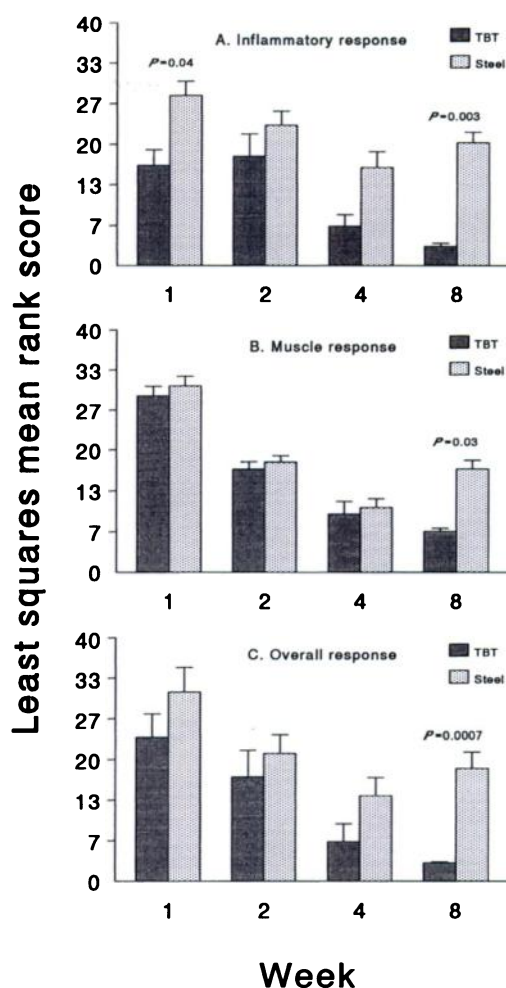 Least squares mean rank score
A. Inflammatory response
TBT
Steel
P=0.04
P=0.003
40
33
27
20
13
7
0
1 2 4 8
B. Muscle response
TBT
Steel
P=0.03
40
33
27
20
13
7
0
1 2 4 8
C. Overall response
TBT
Steel
P=0.0007
40
33
27
20
13
7
0
1 2 4 8
Week